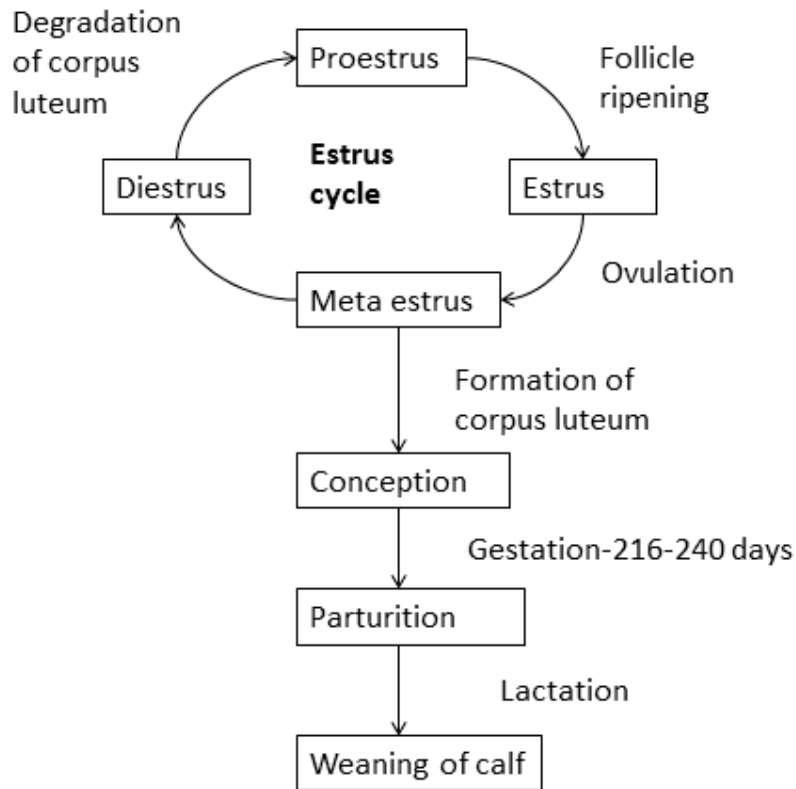 Degradation
of corpus
luteum
Proestrus
Follicle
ripening
Estrus
cycle
Diestrus
Estrus
Ovulation
Meta estrus
Formation of
corpus luteum
Conception
Gestation-216-240 days
Parturition
Lactation
Weaning of calf